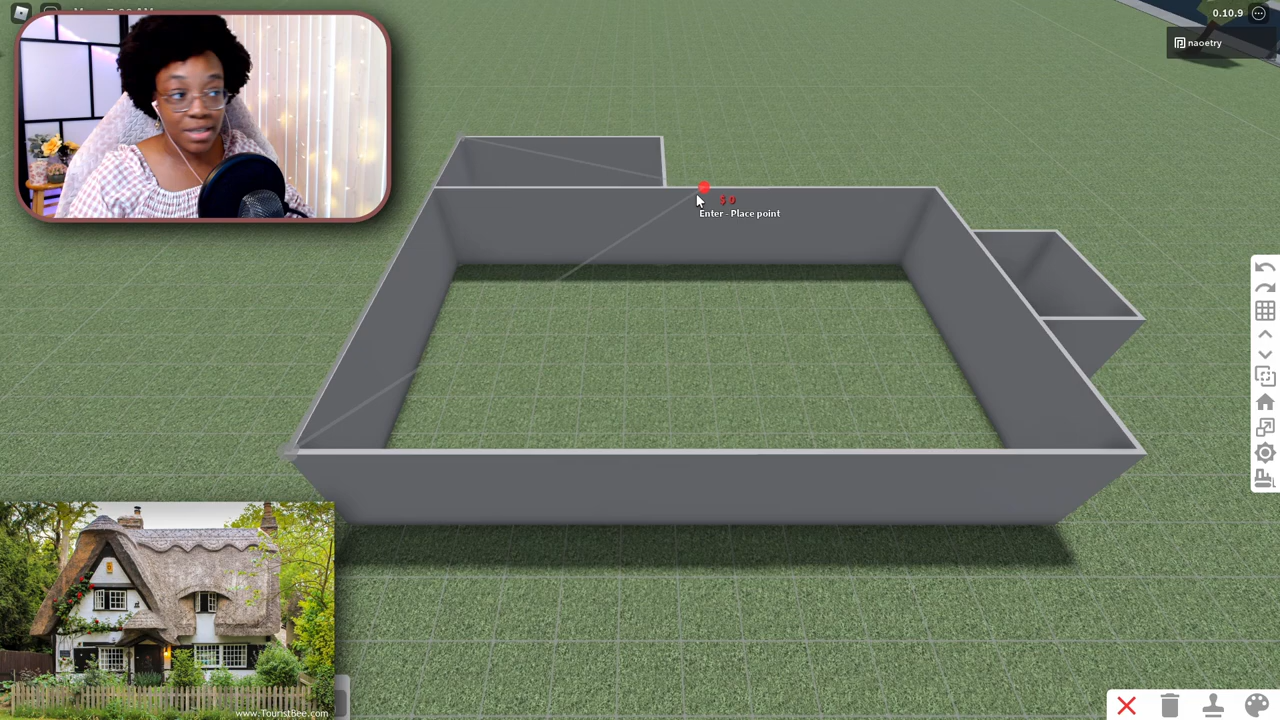 0.10.9
naoetry
$ 0
Enter - Place point
www.TouristBee.com